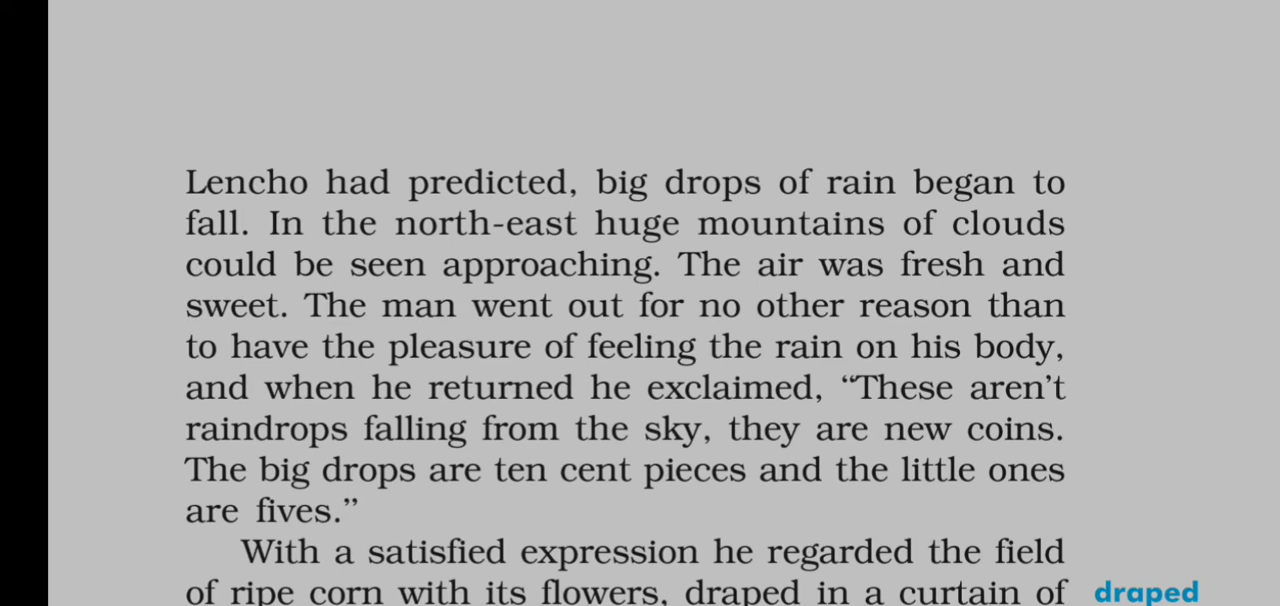 Lencho had predicted, big drops of rain began to
fall. In the north-east huge mountains of clouds
could be seen approaching. The air was fresh and
sweet. The man went out for no other reason than
to have the pleasure of feeling the rain on his body,
and when he returned he exclaimed, “These aren’t
raindrops falling from the sky, they are new coins.
The big drops are ten cent pieces and the little ones
are fives.”
With a satisfied expression he regarded the field
of ripe corn with its flowers, draped in a curtain of draped